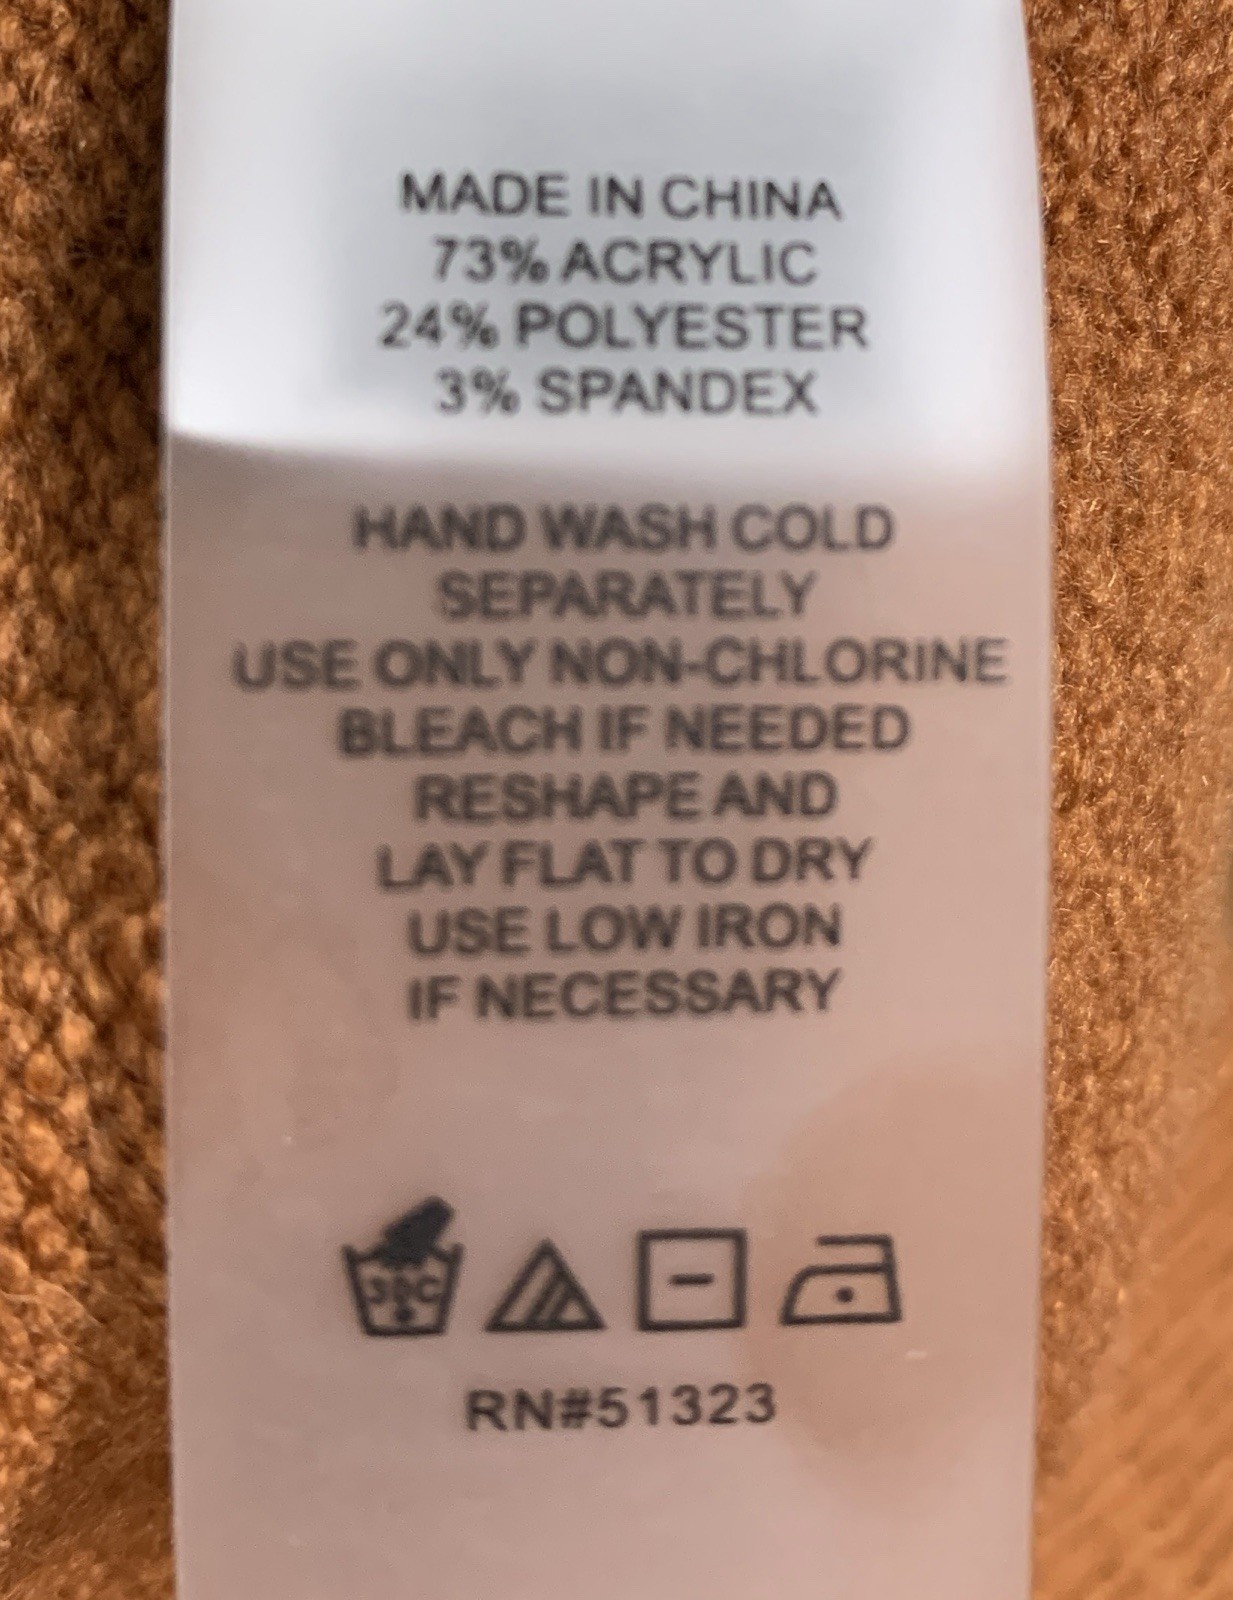 MADE IN CHINA
73% ACRYLIC
24% POLYESTER
3% SPANDEX
HAND WASH COLD
SEPARATELY
USE ONLY NON-CHLORINE
BLEACH IF NEEDED
RESHAPE AND
LAY FLAT TO DRY
USE LOW IRON
IF NECESSARY
30C
RN#51323